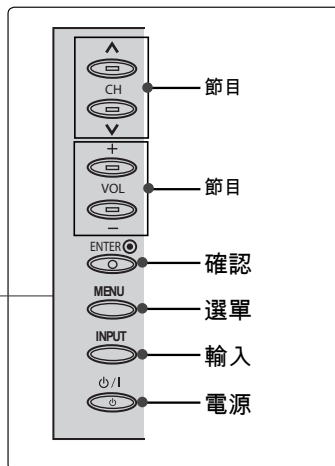 CH
節目
+
VOL
節目
−
ENTER
確認
MENU
選單
INPUT
輸入
⏻/I
電源